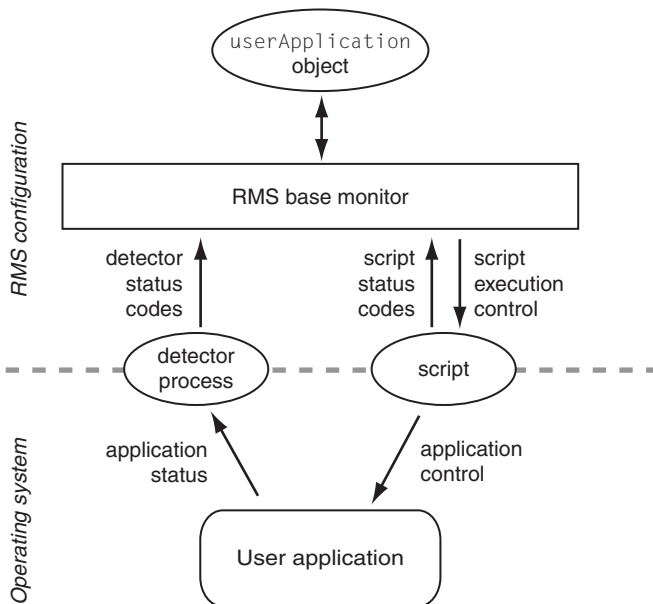 userApplication
object
RMS configuration
RMS base monitor
detector
status
codes
script
status
codes
script
execution
control
detector
process
script
Operating system
application
status
application
control
User application